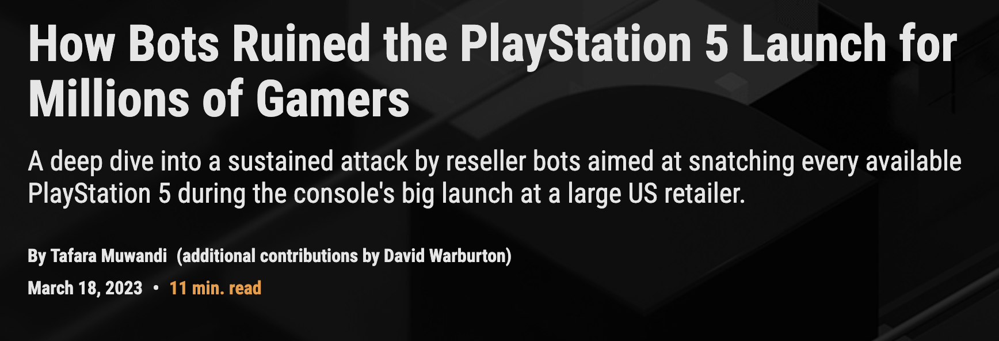 How Bots Ruined the PlayStation 5 Launch for
Millions of Gamers
A deep dive into a sustained attack by reseller bots aimed at snatching every available
PlayStation 5 during the console's big launch at a large US retailer.
By Tafara Muwandi (additional contributions by David Warburton)
March 18, 2023 • 11 min. read